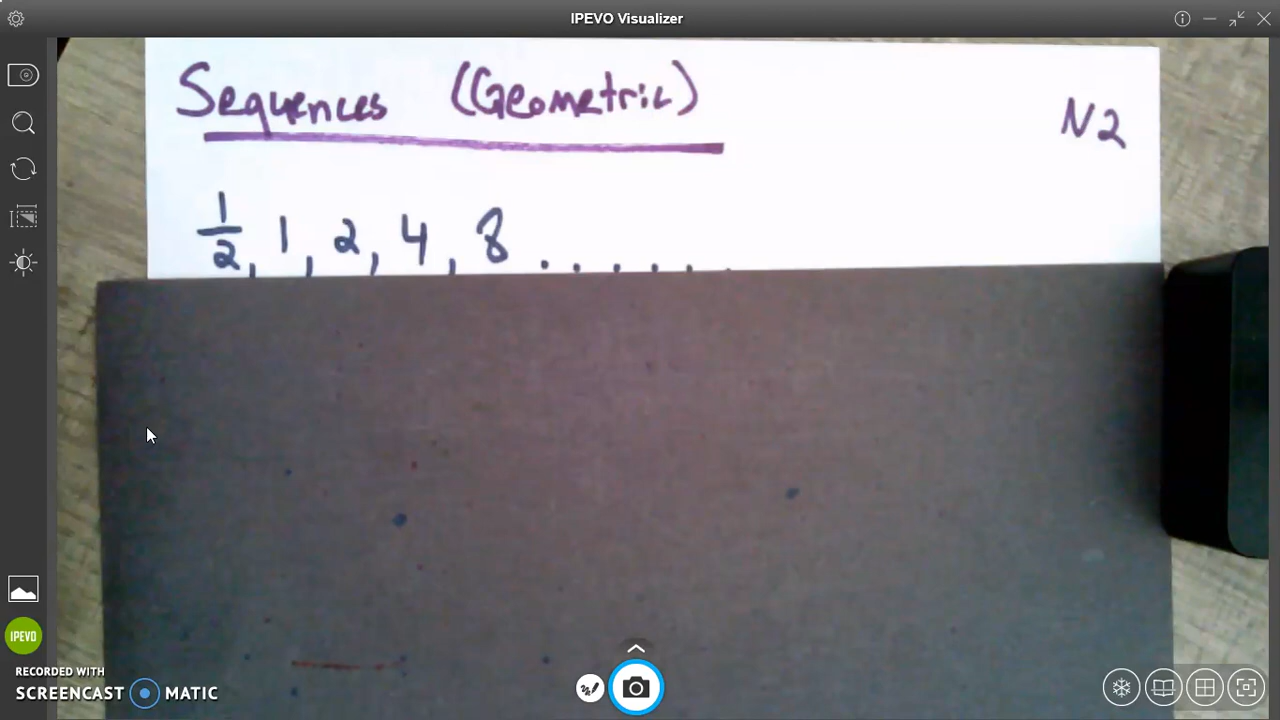 IPEVO Visualizer
Sequences (Geometric)
N2
1/2, 1, 2, 4, 8 . . . . . .
IPEVO
RECORDED WITH
SCREENCAST MATIC